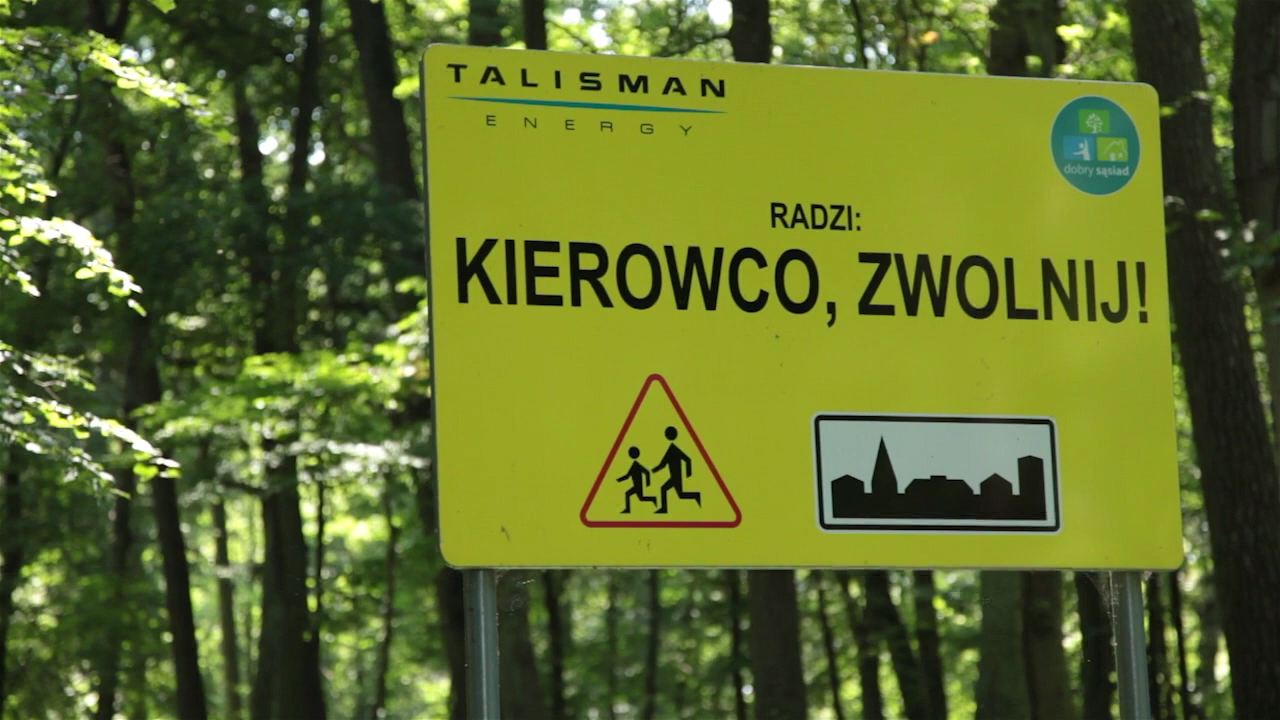 TALISMAN
ENERGY
dobry sąsiad
RADZI:
KIEROWCO, ZWOLNIJ!